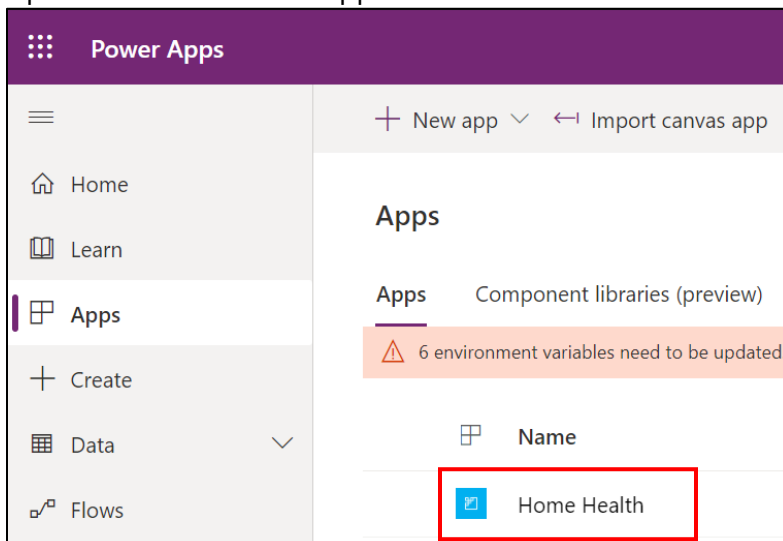 Power Apps
New app
Import canvas app
Home
Learn
Apps
Create
Data
Flows
Apps
Apps
Component libraries (preview)
6 environment variables need to be updated
Name
Home Health